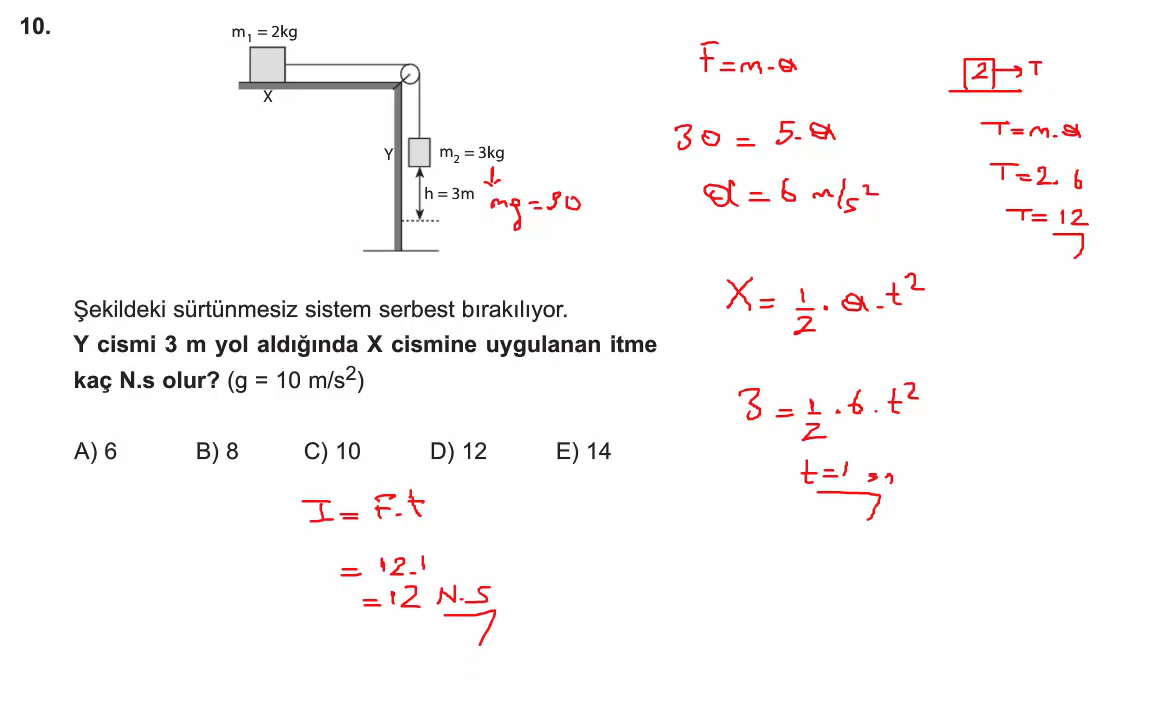 10.
m₁ = 2kg
X
Y
m₂ = 3kg
h = 3m
mg = 30
F = m.a
30 = 5.a
a = 6 m/s²
2 → T
T = m.a
T = 2.6
T = 12
X = 1/2 . a . t²
3 = 1/2 . 6 . t²
t = 1 sn
Şekildeki sürtünmesiz sistem serbest bırakılıyor.
Y cismi 3 m yol aldığında X cismine uygulanan itme
kaç N.s olur? (g = 10 m/s²)
A) 6 B) 8 C) 10 D) 12 E) 14
I = F.t
= 12.1
= 12 N.S